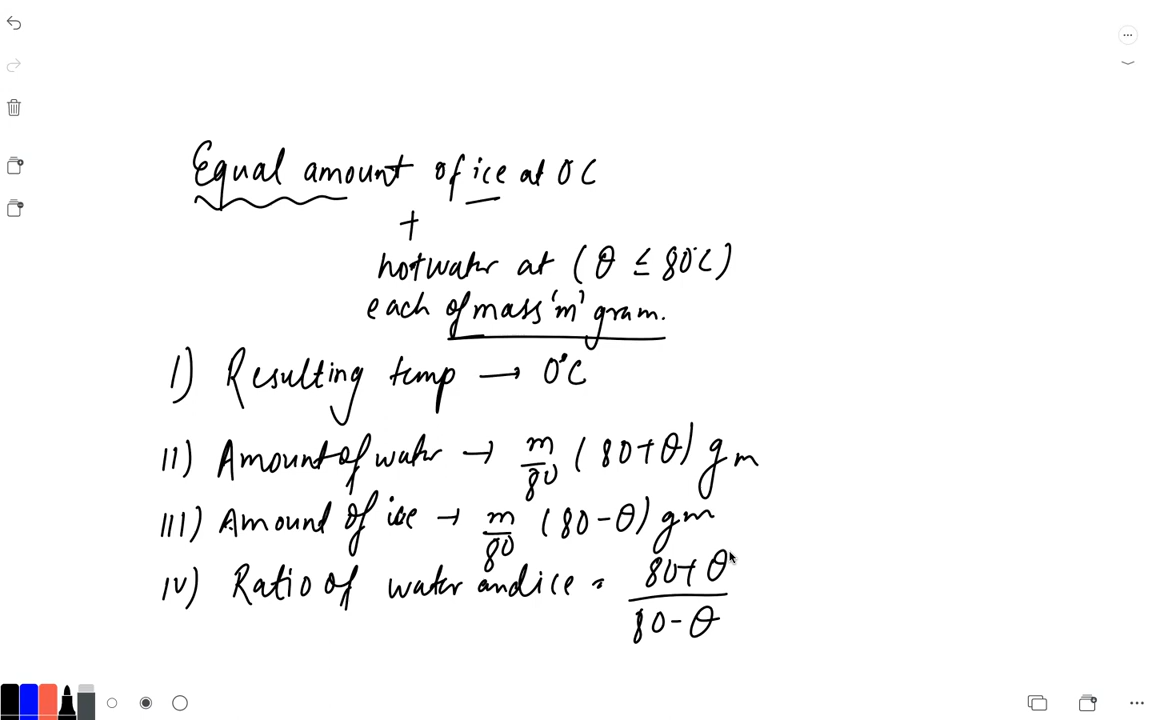 Equal amount of ice at 0 C
+
hot water at ( θ ≤ 80°C)
each of mass 'm' gram.
I) Resulting temp → 0°C
II) Amount of water → m/80 ( 80+θ) gm
III) Amount of ice → m/80 (80-θ) gm
IV) Ratio of water and ice = 80+θ/80-θ